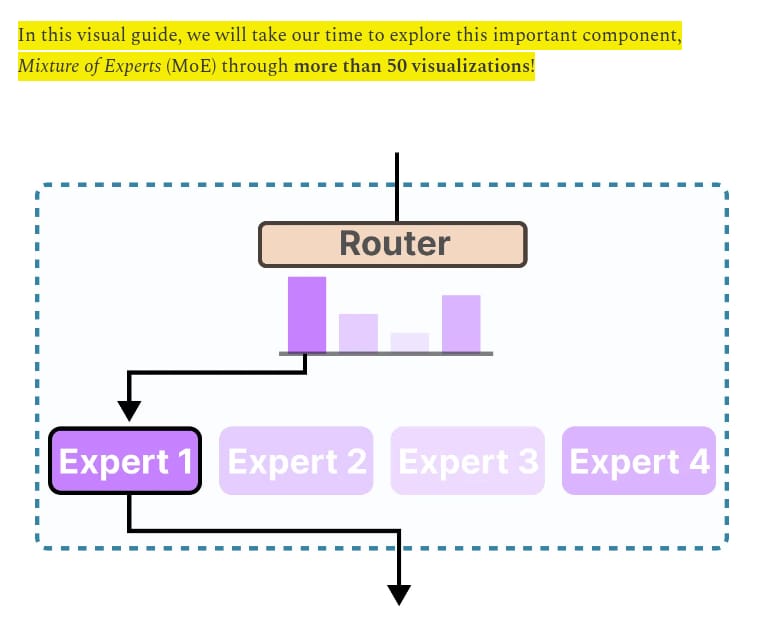 In this visual guide, we will take our time to explore this important component,
Mixture of Experts (MoE) through more than 50 visualizations!
Router
Expert 1
Expert 2
Expert 3
Expert 4